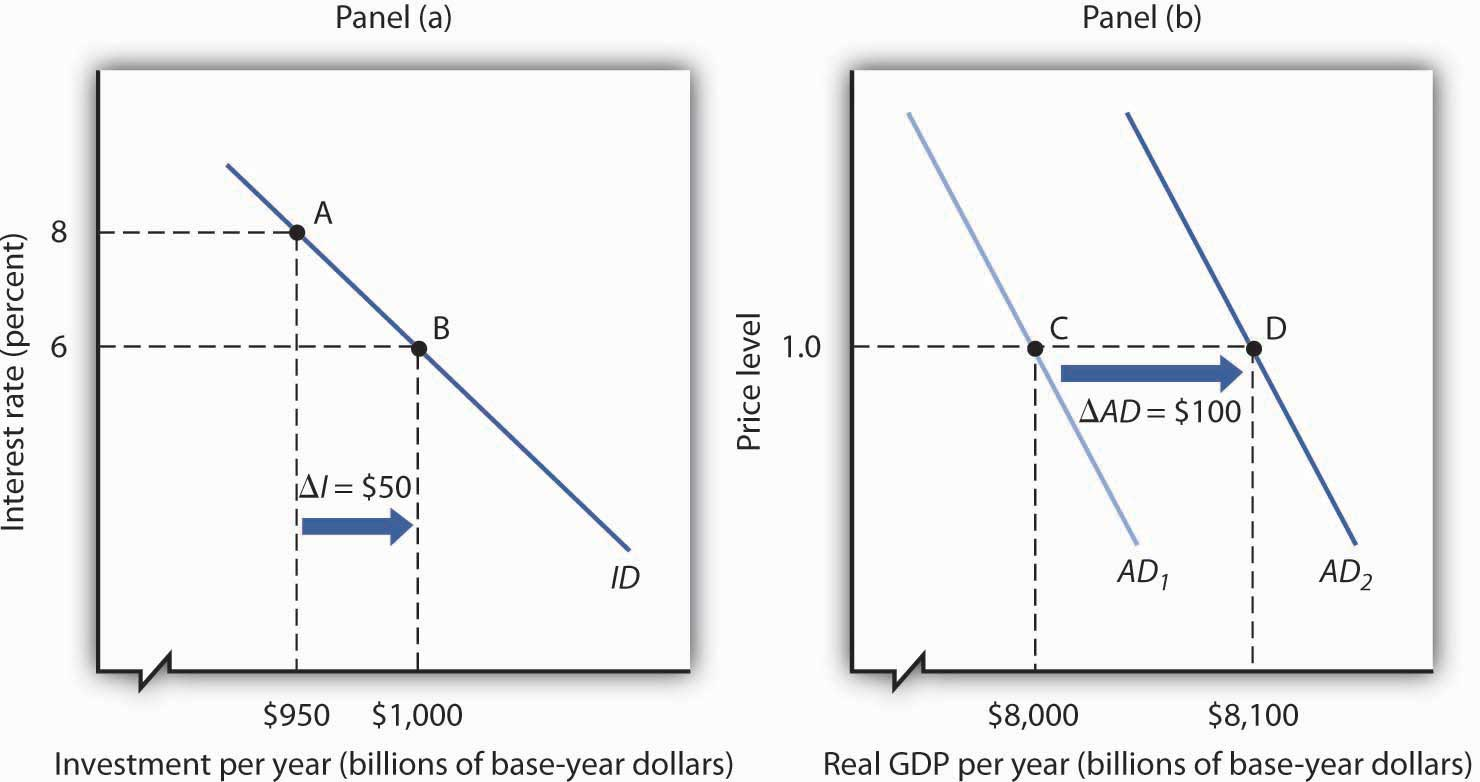 Panel (a)
Interest rate (percent)
8
6
A
B
ΔI = $50
ID
$950
$1,000
Investment per year (billions of base-year dollars)
Panel (b)
Price level
1.0
C
D
ΔAD = $100
AD1
AD2
$8,000
$8,100
Real GDP per year (billions of base-year dollars)